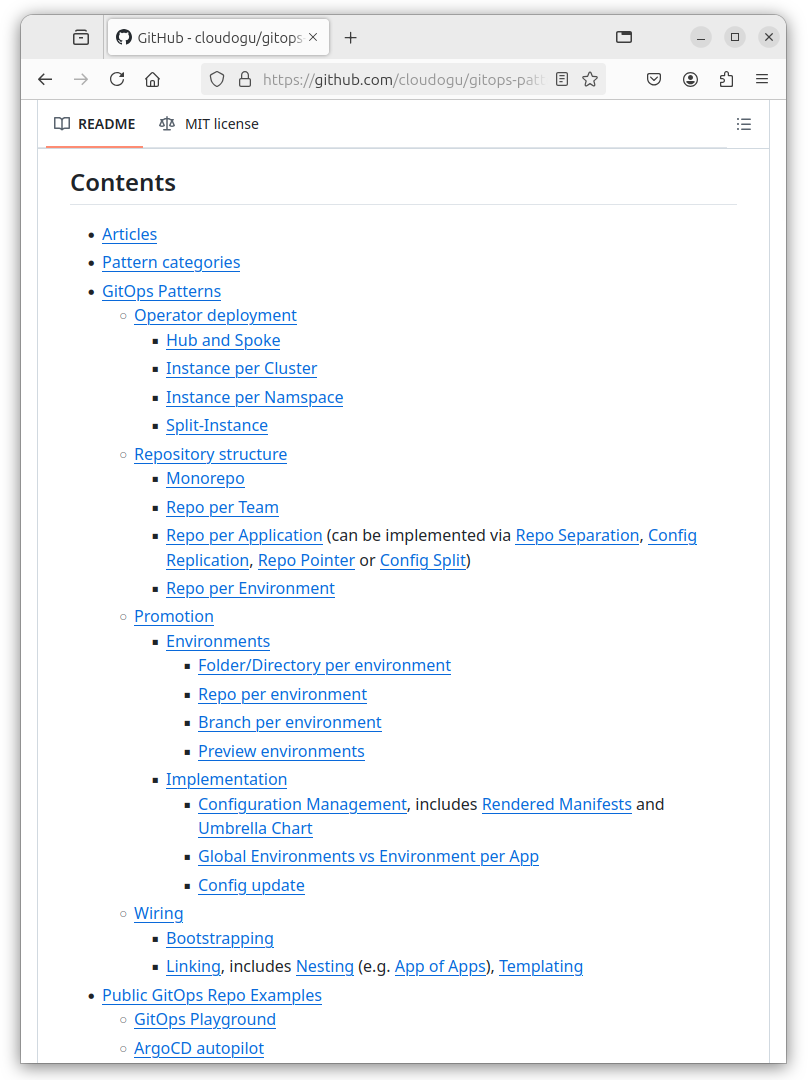 GitHub - cloudogu/gitops
https://github.com/cloudogu/gitops-patt
README
MIT license
Contents
Articles
Pattern categories
GitOps Patterns
Operator deployment
Hub and Spoke
Instance per Cluster
Instance per Namspace
Split-Instance
Repository structure
Monorepo
Repo per Team
Repo per Application (can be implemented via Repo Separation, Config
Replication, Repo Pointer or Config Split)
Repo per Environment
Promotion
Environments
Folder/Directory per environment
Repo per environment
Branch per environment
Preview environments
Implementation
Configuration Management, includes Rendered Manifests and
Umbrella Chart
Global Environments vs Environment per App
Config update
Wiring
Bootstrapping
Linking, includes Nesting (e.g. App of Apps), Templating
Public GitOps Repo Examples
GitOps Playground
ArgoCD autopilot